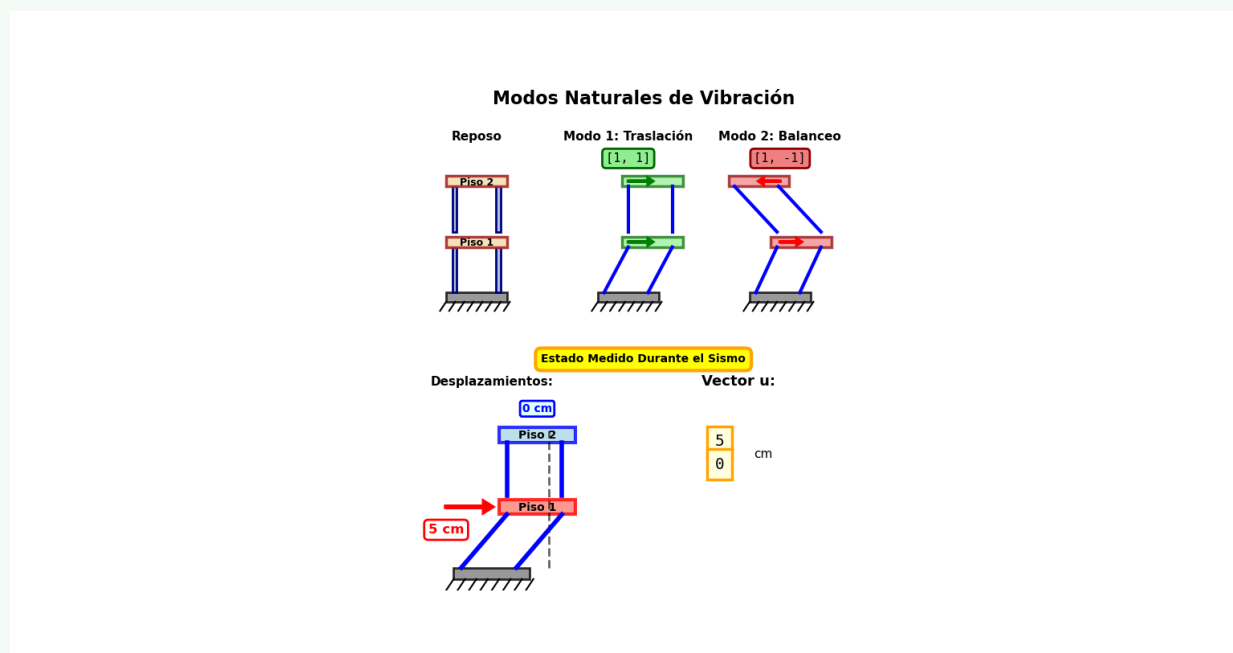 Modos Naturales de Vibración
Reposo
Modo 1: Traslación
Modo 2: Balanceo
[1, 1]
[1, -1]
Piso 2
Piso 1
Estado Medido Durante el Sismo
Desplazamientos:
Vector u:
0 cm
Piso 2
5
cm
0
Piso 1
5 cm